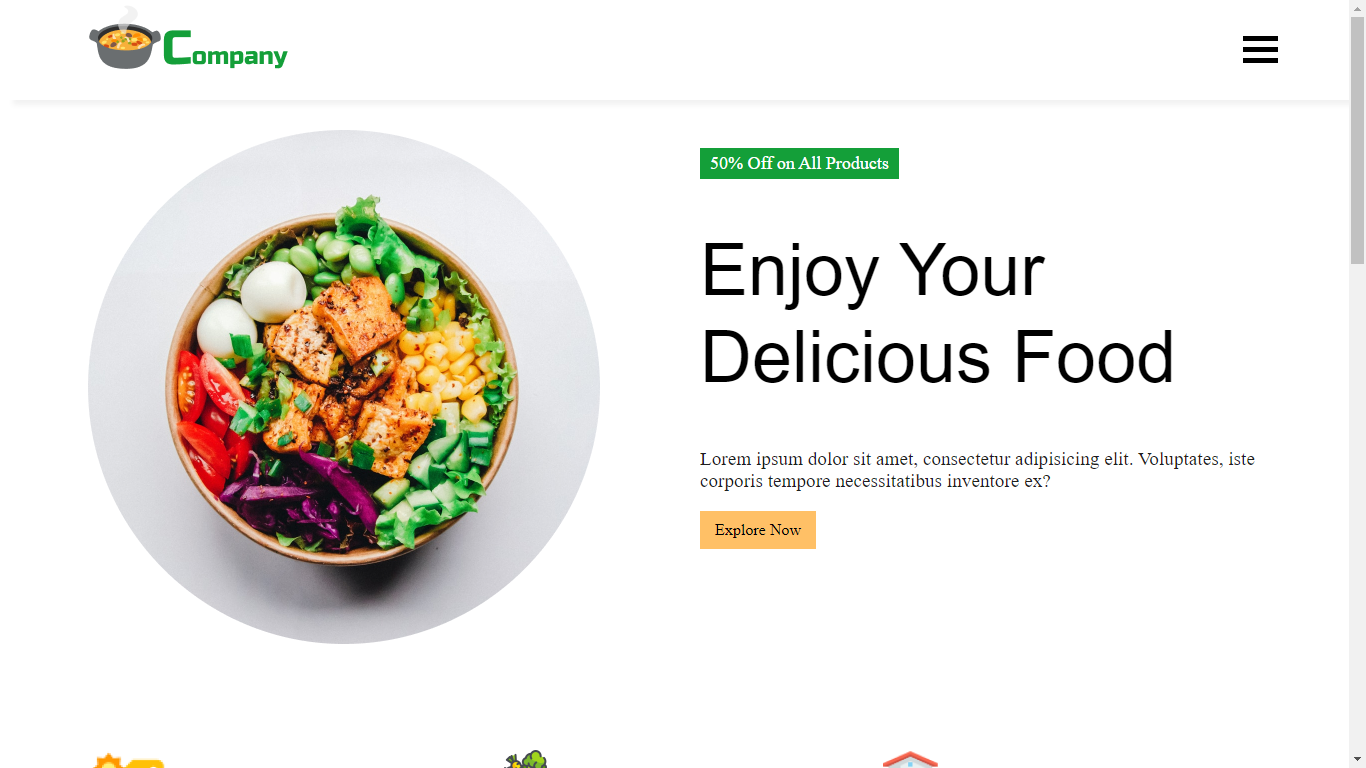 Company
50% Off on All Products
Enjoy Your
Delicious Food
Lorem ipsum dolor sit amet, consectetur adipisicing elit. Voluptates, iste
corporis tempore necessitatibus inventore ex?
Explore Now